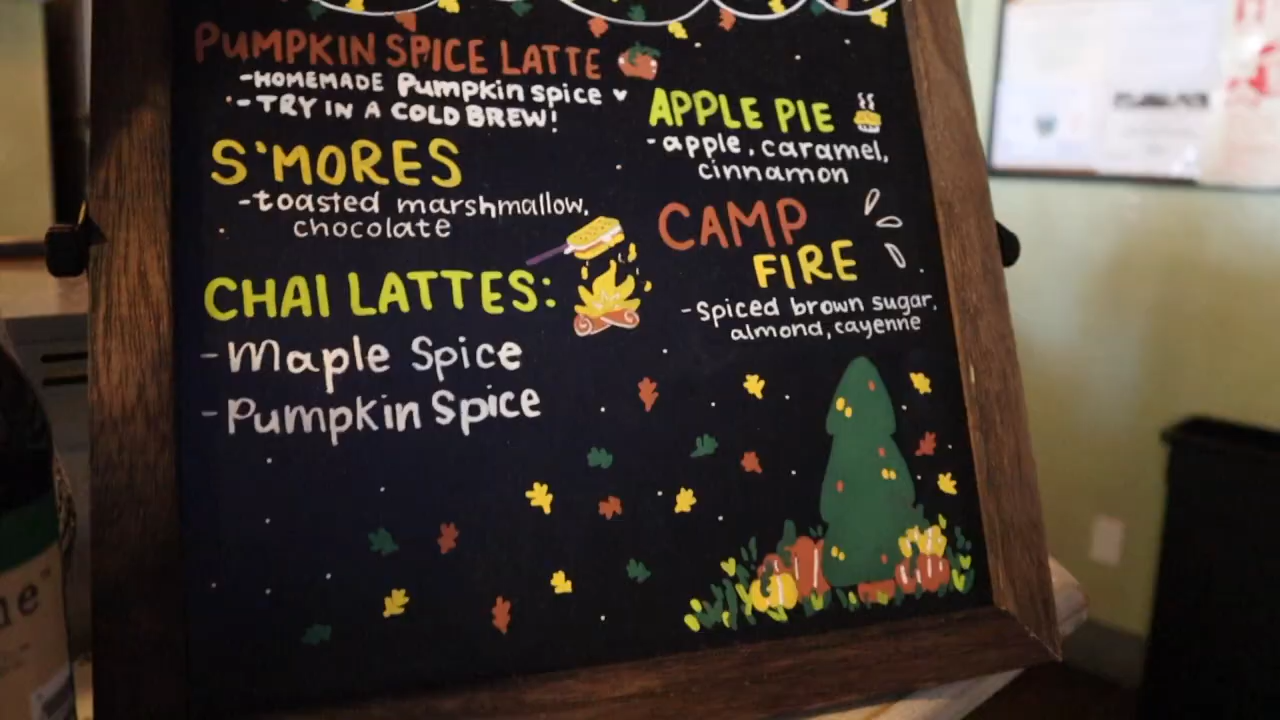 PUMPKIN SPICE LATTE
-HOMEMADE Pumpkin spice
-TRY IN A COLD BREW!
S'MORES
-toasted marshmallow,
chocolate
CHAI LATTES:
-Maple Spice
-Pumpkin Spice
APPLE PIE
-apple, caramel,
cinnamon
CAMP
FIRE
-Spiced brown sugar,
almond, cayenne